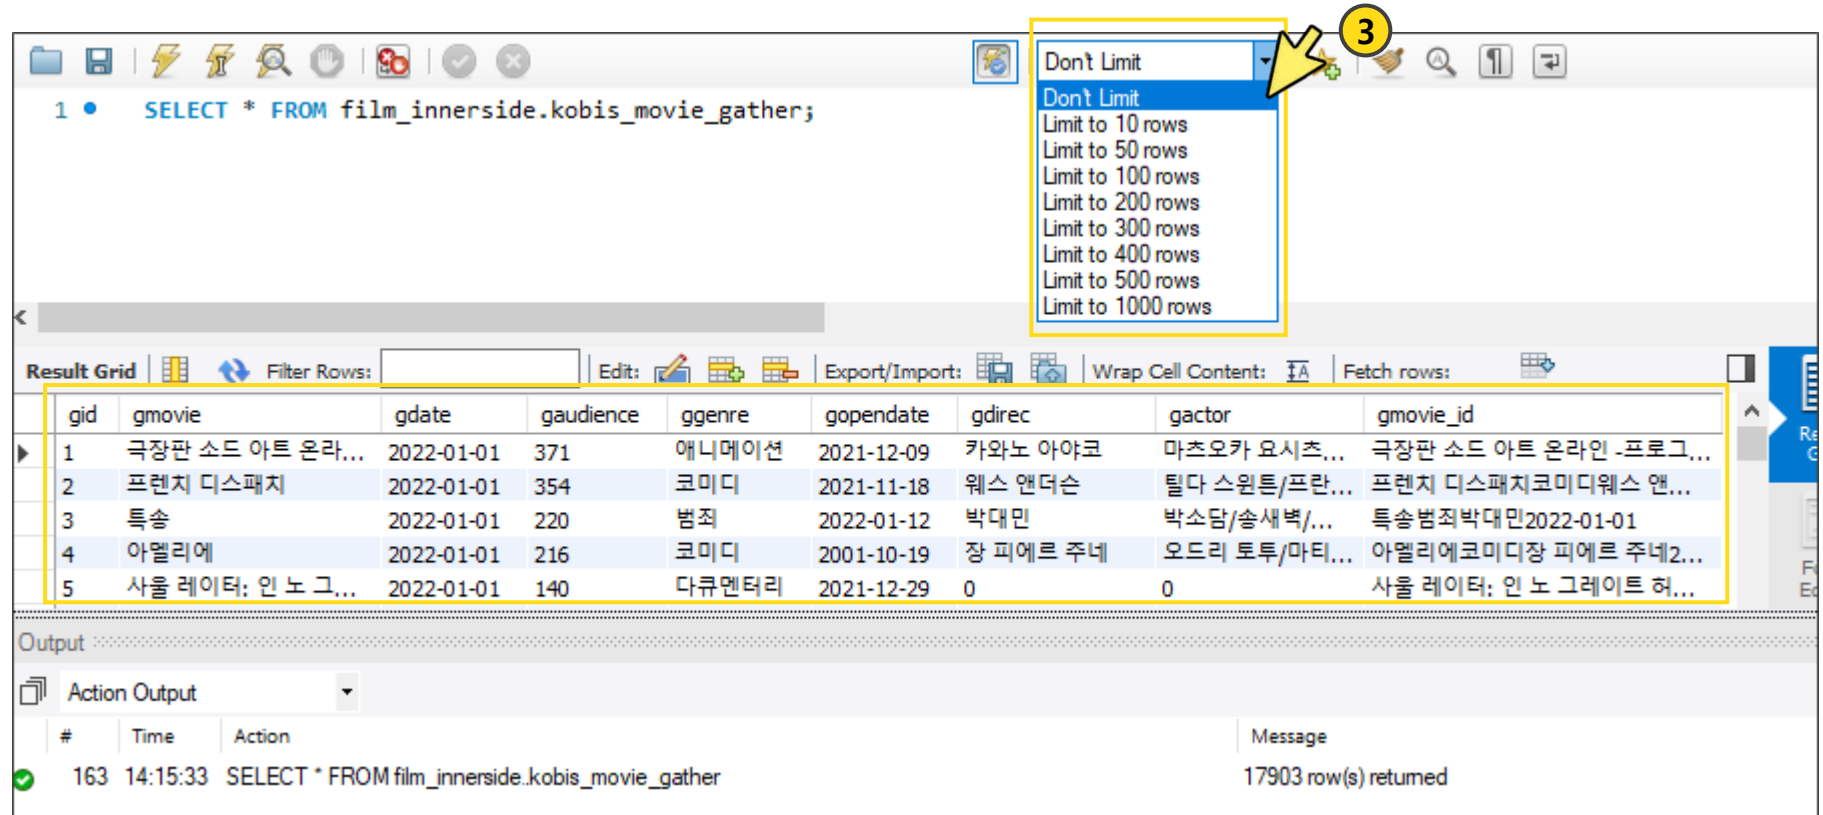 3
Don't Limit
1 SELECT * FROM film_innerside.kobis_movie_gather;
Don't Limit
Limit to 10 rows
Limit to 50 rows
Limit to 100 rows
Limit to 200 rows
Limit to 300 rows
Limit to 400 rows
Limit to 500 rows
Limit to 1000 rows
Result Grid Filter Rows: Edit: Export/Import: Wrap Cell Content: Fetch rows:
gid gmovie gdate gaudience ggenre gopendate gdirec gactor gmovie_id
1 극장판 소드 아트 온라... 2022-01-01 371 애니메이션 2021-12-09 카와노 아야코 마츠오카 요시츠... 극장판 소드 아트 온라인 -프로그...
2 프렌치 디스패치 2022-01-01 354 코미디 2021-11-18 웨스 앤더슨 틸다 스윈튼/프란... 프렌치 디스패치코미디웨스 앤...
3 특송 2022-01-01 220 범죄 2022-01-12 박대민 박소담/송새벽/... 특송범죄박대민2022-01-01
4 아멜리에 2022-01-01 216 코미디 2001-10-19 장 피에르 주네 오드리 토투/마티... 아멜리에코미디장 피에르 주네2...
5 사울 레이터: 인 노 그... 2022-01-01 140 다큐멘터리 2021-12-29 0 0 사울 레이터: 인 노 그레이트 허...
Output
Action Output
# Time Action Message
163 14:15:33 SELECT * FROM film_innerside..kobis_movie_gather 17903 row(s) returned